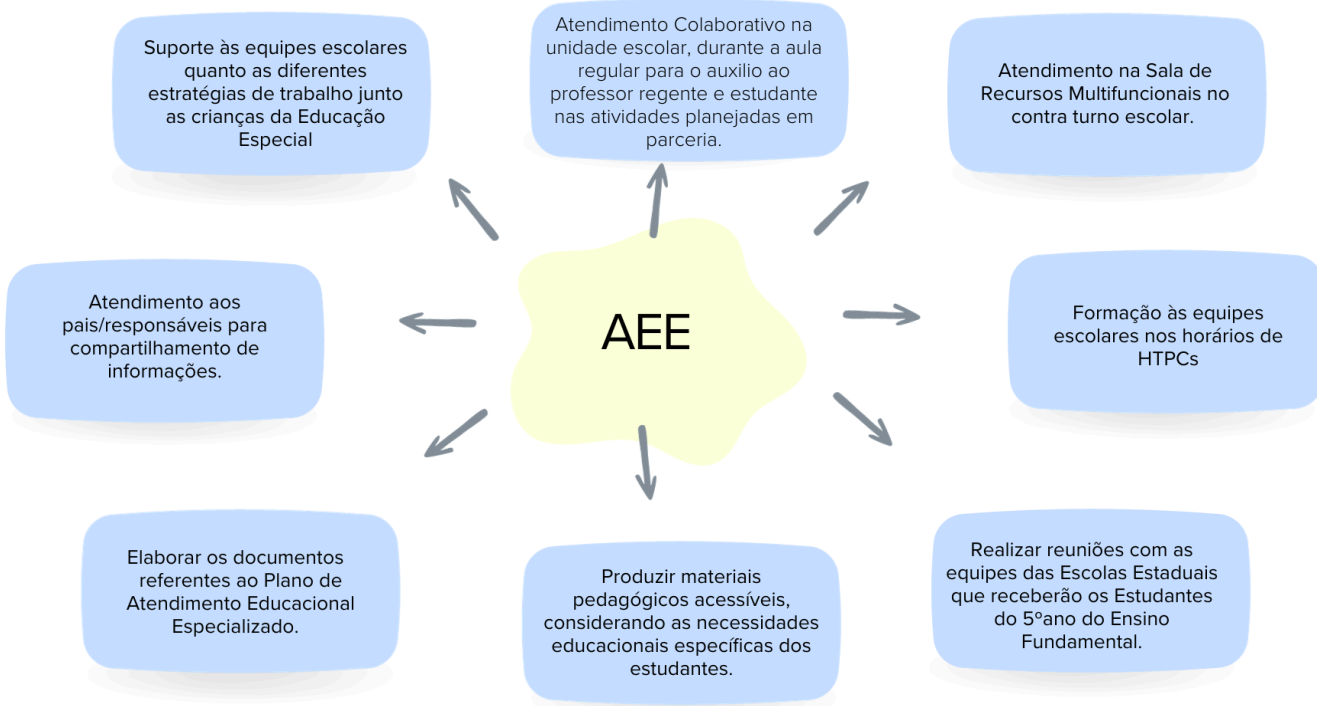 Suporte às equipes escolares
quanto as diferentes
estratégias de trabalho junto
as crianças da Educação
Especial
Atendimento Colaborativo na
unidade escolar, durante a aula
regular para o auxilio ao
professor regente e estudante
nas atividades planejadas em
parceria.
Atendimento na Sala de
Recursos Multifuncionais no
contra turno escolar.
Atendimento aos
pais/responsáveis para
compartilhamento de
informações.
AEE
Formação às equipes
escolares nos horários de
HTPCs
Elaborar os documentos
referentes ao Plano de
Atendimento Educacional
Especializado.
Produzir materiais
pedagógicos acessíveis,
considerando as necessidades
educacionais específicas dos
estudantes.
Realizar reuniões com as
equipes das Escolas Estaduais
que receberão os Estudantes
do 5ºano do Ensino
Fundamental.